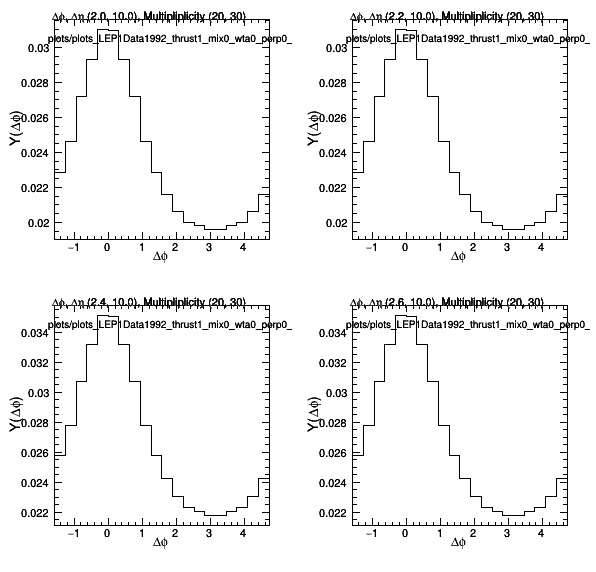 Δφ, Δη (2.0, 10.0), Multipliplicity (20, 30)
plots/plots_LEP1Data1992_thrust1_mix0_wta0_perp0_
Y(Δφ)
0.03
0.028
0.026
0.024
0.022
0.02
−1 0 1 2 3 4
Δφ
Δφ, Δη (2.2, 10.0), Multipliplicity (20, 30)
plots/plots_LEP1Data1992_thrust1_mix0_wta0_perp0_
Y(Δφ)
0.03
0.028
0.026
0.024
0.022
0.02
−1 0 1 2 3 4
Δφ
Δφ, Δη (2.4, 10.0), Multipliplicity (20, 30)
plots/plots_LEP1Data1992_thrust1_mix0_wta0_perp0_
Y(Δφ)
0.034
0.032
0.03
0.028
0.026
0.024
0.022
−1 0 1 2 3 4
Δφ
Δφ, Δη (2.6, 10.0), Multipliplicity (20, 30)
plots/plots_LEP1Data1992_thrust1_mix0_wta0_perp0_
Y(Δφ)
0.034
0.032
0.03
0.028
0.026
0.024
0.022
−1 0 1 2 3 4
Δφ